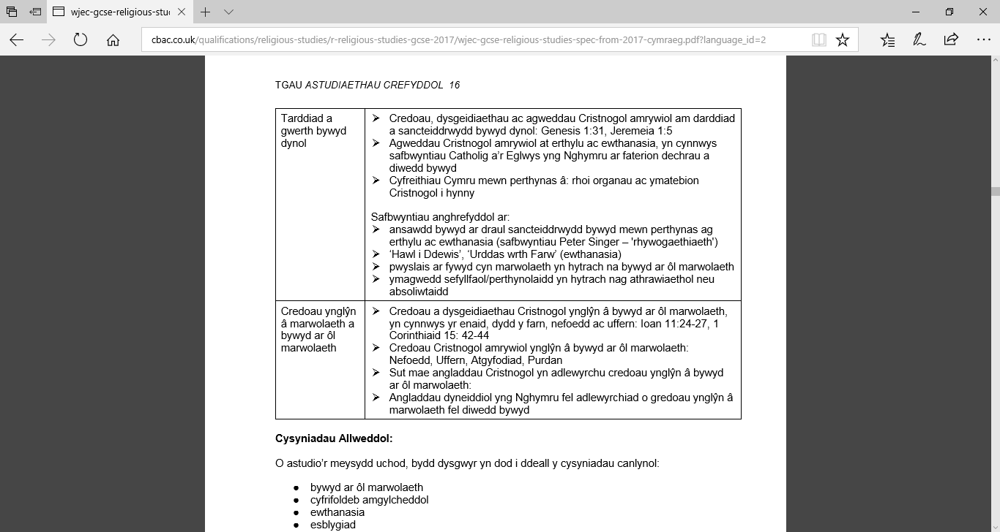 wjec-gcse-religious-stu
cbac.co.uk/qualifications/religious-studies/r-religious-studies-gcse-2017/wjec-gcse-religious-studies-spec-from-2017-cymraeg.pdf?language_id=2
TGAU ASTUDIAETHAU CREFYDDOL 16
Tarddiad a
gwerth bywyd
dynol
➢ Credoau, dysgeidiaethau ac agweddau Cristnogol amrywiol am darddiad
a sancteiddrwydd bywyd dynol: Genesis 1:31, Jeremeia 1:5
➢ Agweddau Cristnogol amrywiol at erthylu ac ewthanasia, yn cynnwys
safbwyntiau Catholig a'r Eglwys yng Nghymru ar faterion dechrau a
diwedd bywyd
➢ Cyfreithiau Cymru mewn perthynas â: rhoi organau ac ymatebion
Cristnogol i hynny
Safbwyntiau anghrefyddol ar:
➢ ansawdd bywyd ar draul sancteiddrwydd bywyd mewn perthynas ag
erthylu ac ewthanasia (safbwyntiau Peter Singer – 'rhywogaethiaeth')
➢ ‘Hawl i Ddewis’, ‘Urddas wrth Farw’ (ewthanasia)
➢ pwyslais ar fywyd cyn marwolaeth yn hytrach na bywyd ar ôl marwolaeth
➢ ymagwedd sefyllfaol/perthynolaidd yn hytrach nag athrawiaethol neu
absoliwtaidd
Credoau ynglŷn
â marwolaeth a
bywyd ar ôl
marwolaeth
➢ Credoau a dysgeidiaethau Cristnogol ynglŷn â bywyd ar ôl marwolaeth,
yn cynnwys yr enaid, dydd y farn, nefoedd ac uffern: Ioan 11:24-27, 1
Corinthiaid 15: 42-44
➢ Credoau Cristnogol amrywiol ynglŷn â bywyd ar ôl marwolaeth:
Nefoedd, Uffern, Atgyfodiad, Purdan
➢ Sut mae angladdau Cristnogol yn adlewyrchu credoau ynglŷn â bywyd
ar ôl marwolaeth:
➢ Angladdau dyneiddiol yng Nghymru fel adlewyrchiad o gredoau ynglŷn â
marwolaeth fel diwedd bywyd
Cysyniadau Allweddol:
O astudio’r meysydd uchod, bydd dysgwyr yn dod i ddeall y cysyniadau canlynol:
● bywyd ar ôl marwolaeth
● cyfrifoldeb amgylcheddol
● ewthanasia
● esblygiad